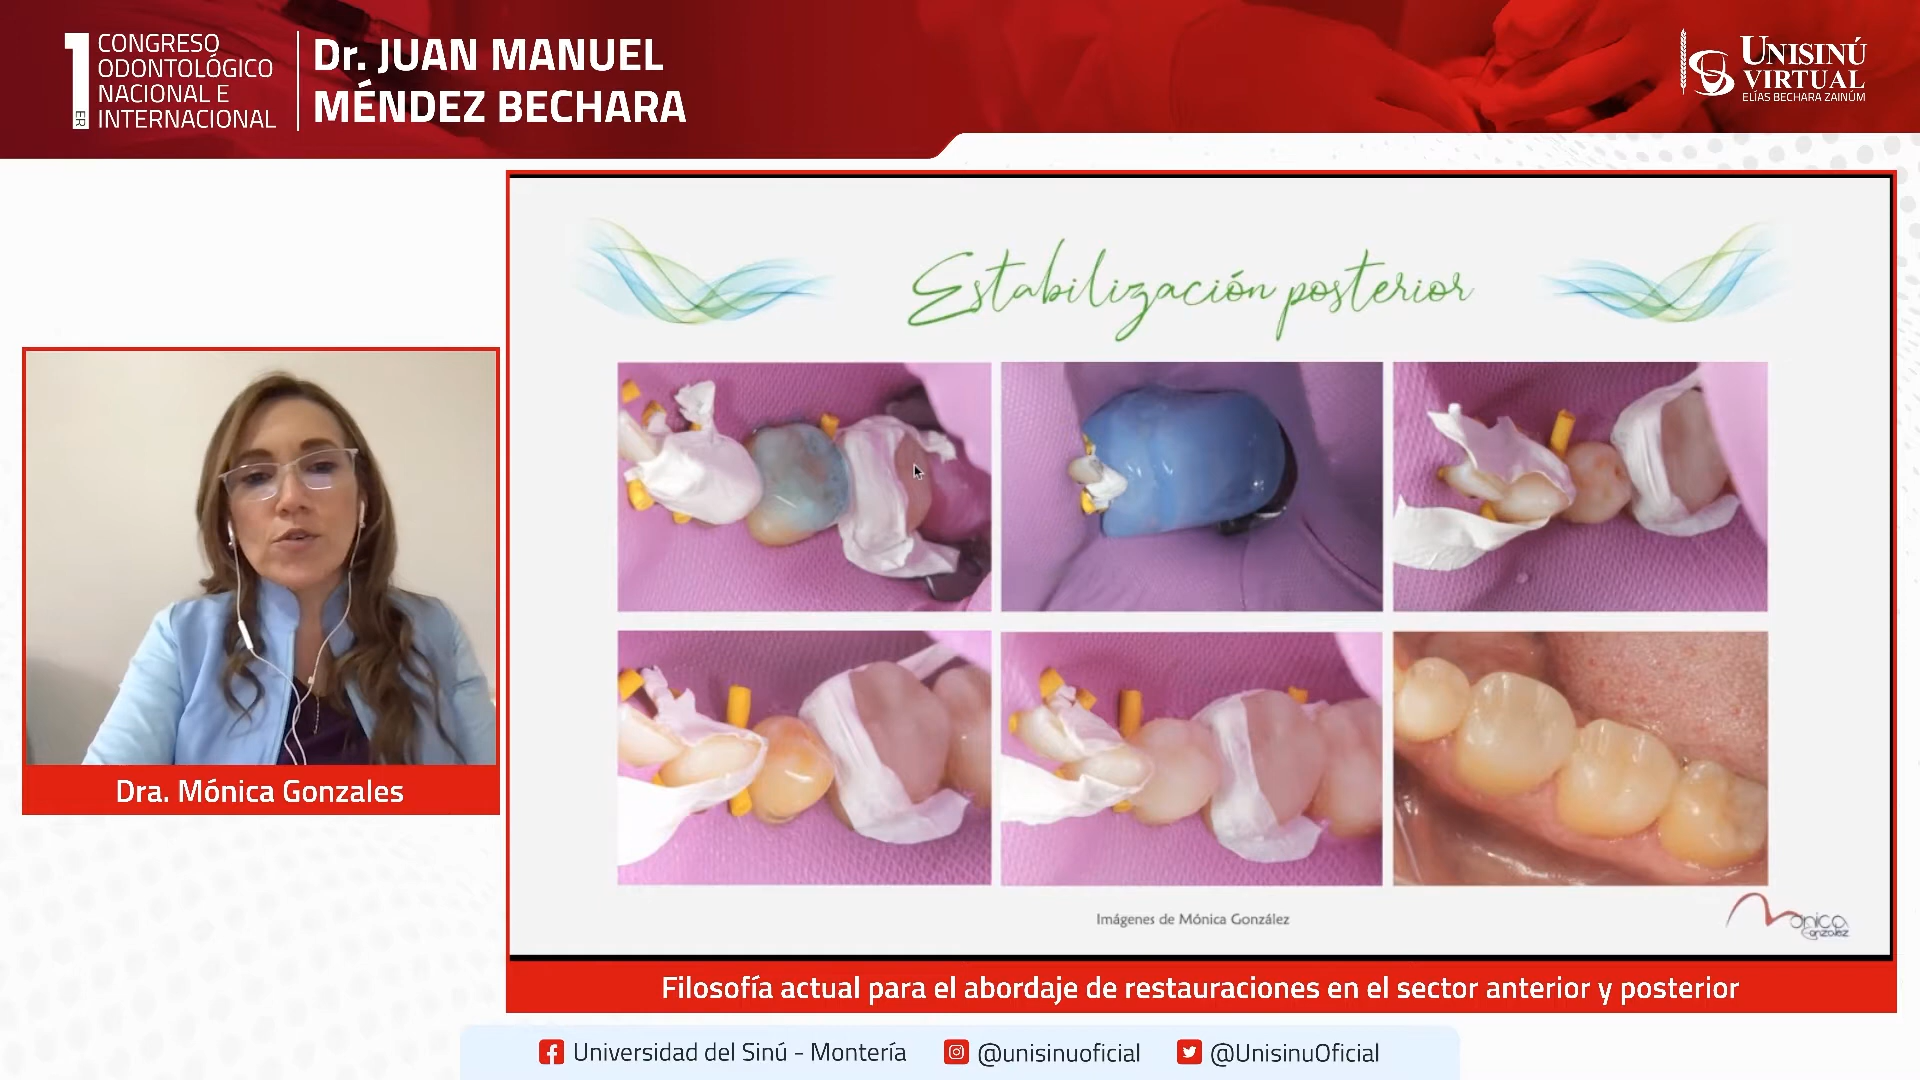 1
ER
CONGRESO
ODONTOLÓGICO
NACIONAL E
INTERNACIONAL
Dr. JUAN MANUEL
MÉNDEZ BECHARA
UNISINÚ
VIRTUAL
ELÍAS BECHARA ZAINÚM
Estabilización posterior
Dra. Mónica Gonzales
Imágenes de Mónica González
Mónica
Gonzalez
Filosofía actual para el abordaje de restauraciones en el sector anterior y posterior
Universidad del Sinú - Montería
@unisinuoficial
@UnisinuOficial